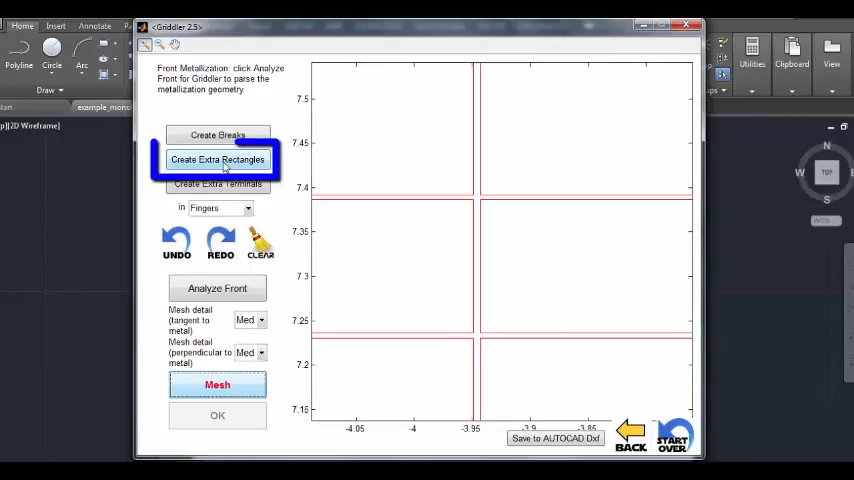 Home Insert Annotate
<Griddler 2.5>
Polyline Circle Arc
Draw
Utilities Clipboard View
Start
example_mono
p][2D Wireframe]
Front Metallization: click Analyze
Front for Griddler to parse the
metallization geometry
Create Breaks
Create Extra Rectangles
Create Extra Terminals
in Fingers
UNDO REDO CLEAR
Analyze Front
Mesh detail
(tangent to
metal)
Med
Mesh detail
(perpendicular to
metal)
Med
Mesh
OK
7.5
7.45
7.4
7.35
7.3
7.25
7.2
7.15
-4.05 -4 -3.95 -3.9 -3.85
Save to AUTOCAD Dxf
BACK
START
OVER
N
W TOP E
S
WCS